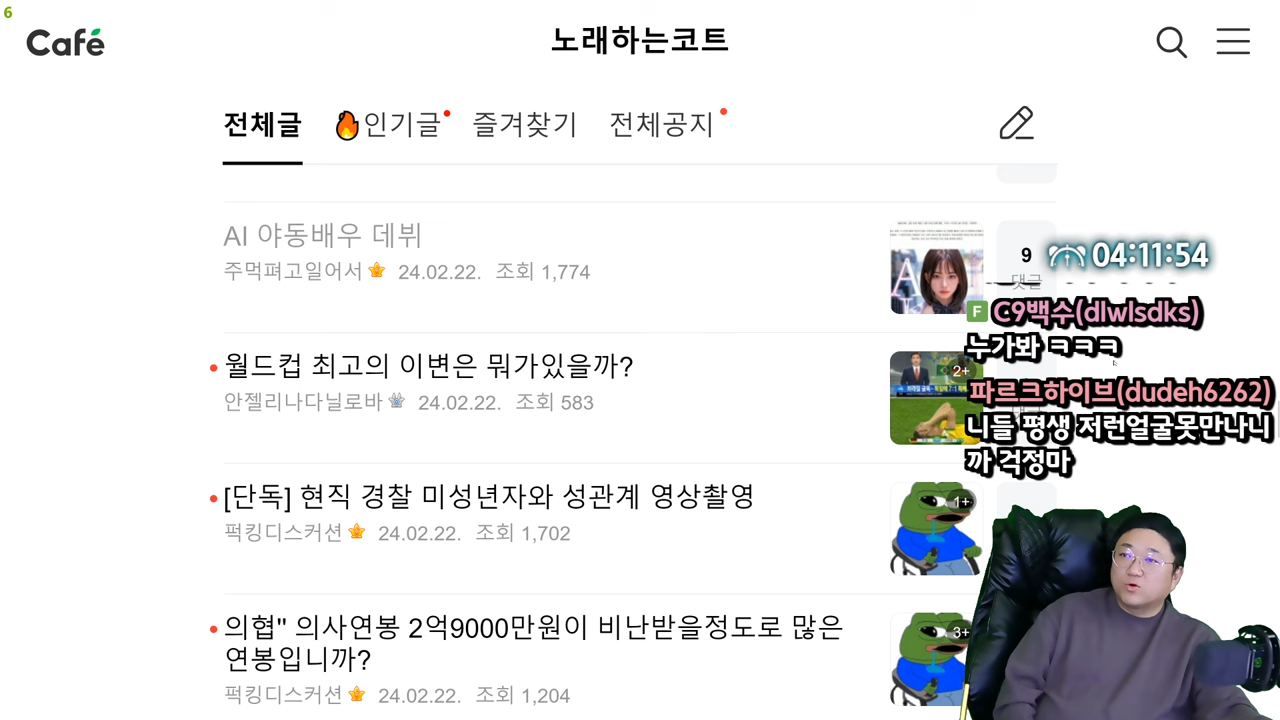 6
Café
노래하는코트
전체글
인기글
즐겨찾기
전체공지
AI 야동배우 데뷔
주먹펴고일어서 24.02.22. 조회 1,774
9
댓글
04:11:54
F C9백수(dlwlsdks)
누가봐 ㅋㅋㅋ
월드컵 최고의 이변은 뭐가있을까?
안젤리나다닐로바 24.02.22. 조회 583
2+
파르크하이브(dudeh6262)
니들 평생 저런얼굴못만나니
까 걱정마
[단독] 현직 경찰 미성년자와 성관계 영상촬영
퍽킹디스커션 24.02.22. 조회 1,702
1+
의협" 의사연봉 2억9000만원이 비난받을정도로 많은
연봉입니까?
퍽킹디스커션 24.02.22. 조회 1,204
3+